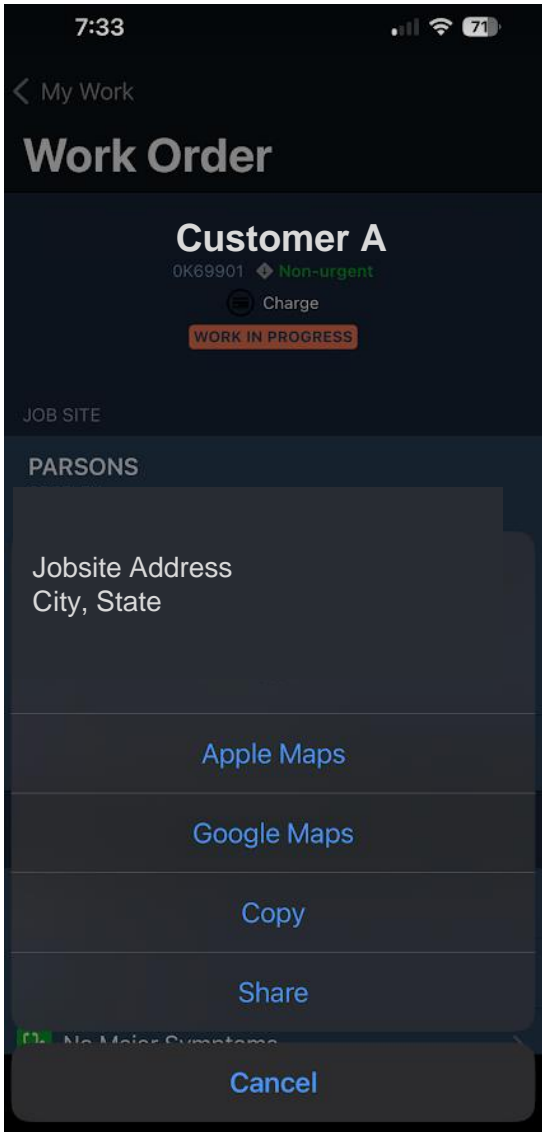 7:33
71
My Work
Work Order
Customer A
0K69901 Non-urgent
Charge
WORK IN PROGRESS
JOB SITE
PARSONS
Jobsite Address
City, State
Apple Maps
Google Maps
Copy
Share
No Major Symptoms
Cancel